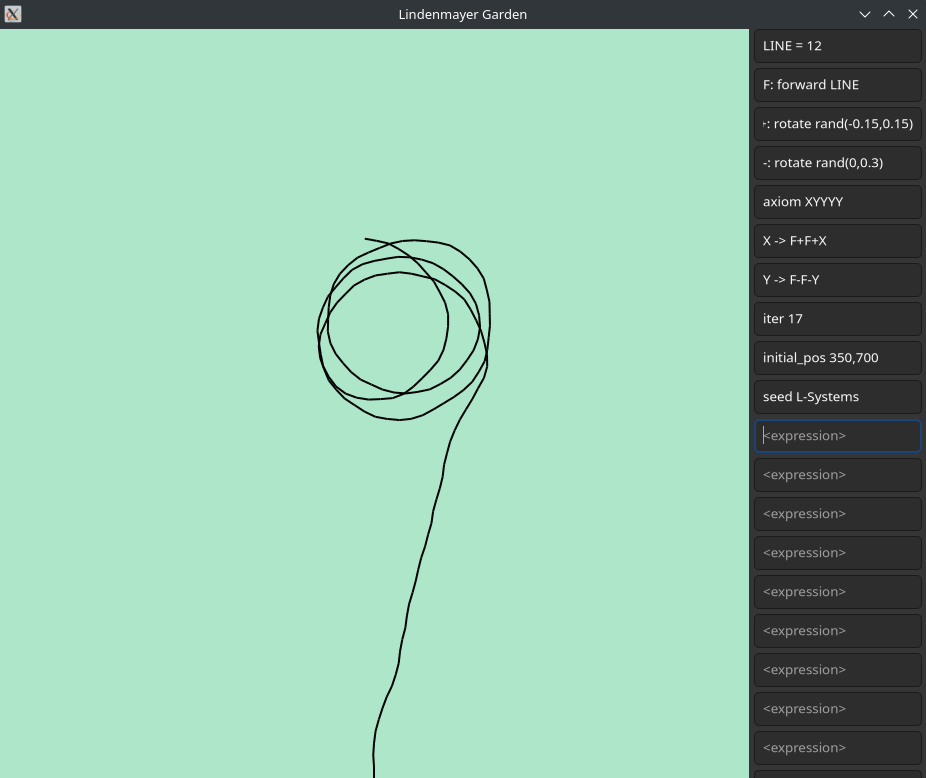 Lindenmayer Garden
LINE = 12
F: forward LINE
: rotate rand(-0.15,0.15)
-: rotate rand(0,0.3)
axiom XYYYY
X -> F+F+X
Y -> F-F-Y
iter 17
initial_pos 350,700
seed L-Systems
<expression>
<expression>
<expression>
<expression>
<expression>
<expression>
<expression>
<expression>
<expression>